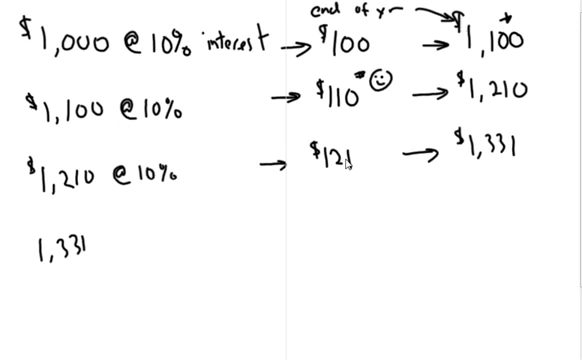 end of yr
$1,000 @ 10% interest → $100 → $1,100
$1,100 @ 10% → $110 → $1,210
$1,210 @ 10% → $121 → $1,331
1,331